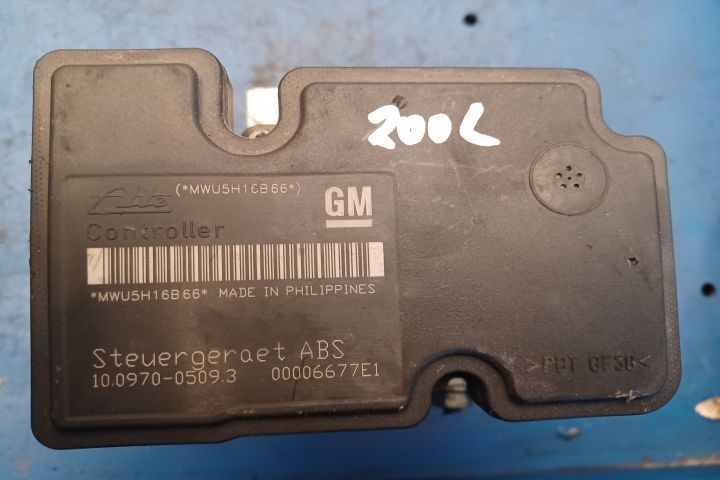 200L
Ate (*MWU5H16B66*)
GM
Controller
*MWU5H16B66* MADE IN PHILIPPINES
Steuergeraet ABS
10.0970-0509.3 00006677E1
>PBT GF30<